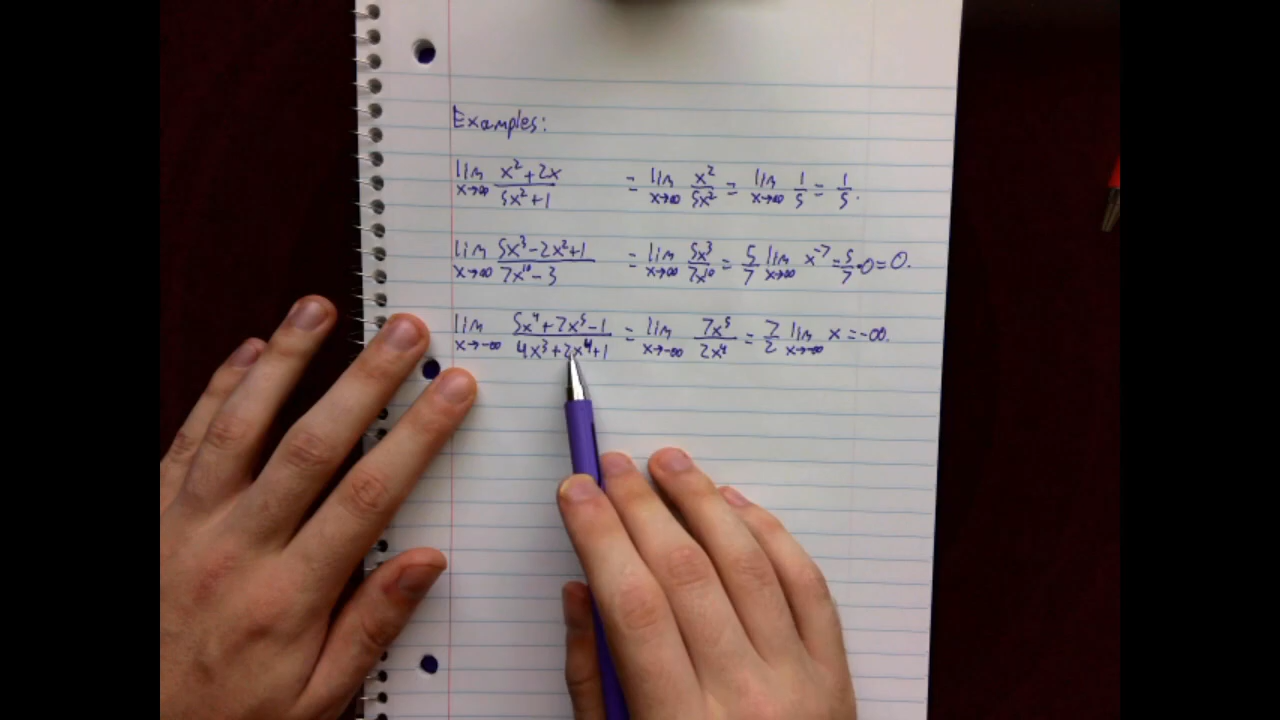 Examples:
lim x→∞ (x² + 2x)/(5x² + 1) = lim x→∞ x²/5x² = lim x→∞ 1/5 = 1/5.
lim x→∞ (5x³ − 2x² + 1)/(7x¹⁰ − 3) = lim x→∞ 5x³/7x¹⁰ = 5/7 lim x→∞ x⁻⁷ = 5/7 · 0 = 0.
lim x→−∞ (5x⁴ + 7x⁵ − 1)/(4x³ + 2x⁴ + 1) = lim x→−∞ 7x⁵/2x⁴ = 7/2 lim x→−∞ x = −∞.